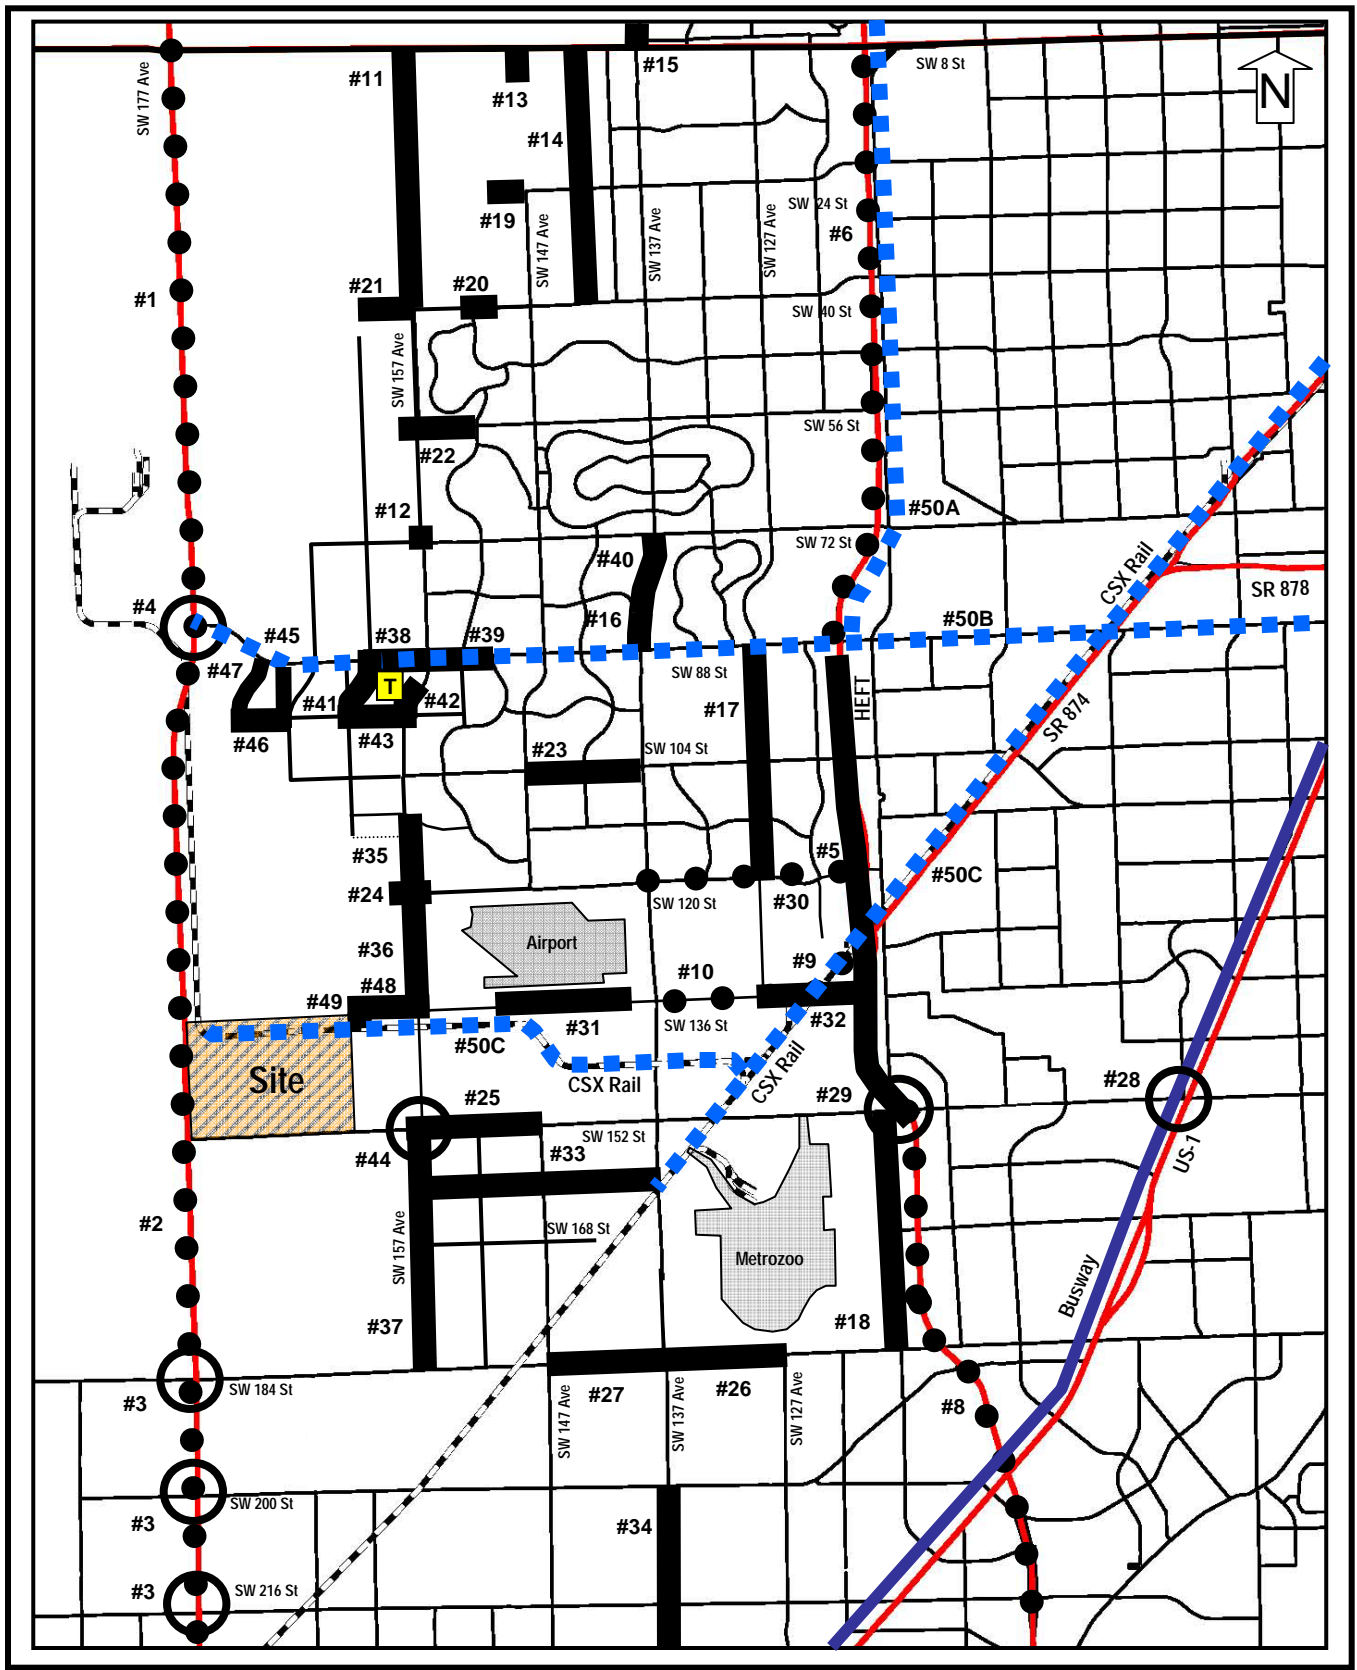 #15
SW 8 St
N
#11
#13
SW 177 Ave
#14
#19
SW 24 St
#6
SW 147 Ave
SW 137 Ave
SW 127 Ave
#21
#20
#1
SW 40 St
SW 157 Ave
SW 56 St
#22
#12
#50A
SW 72 St
#40
CSX Rail
SR 878
#4
#16
#50B
#45
#38
#39
#47
SW 88 St
T
#41
#42
HEFT
#17
SR 874
#46
#43
#23
SW 104 St
#35
#5
#50C
#24
SW 120 St
#30
Airport
#36
#10
#9
#48
#49
#31
SW 136 St
#32
#50C
CSX Rail
CSX Rail
Site
#25
#29
#28
SW 152 St
#44
#33
US-1
#2
SW 168 St
SW 157 Ave
Metrozoo
Busway
#37
#18
SW 184 St
#3
#27
#26
#8
SW 147 Ave
SW 137 Ave
SW 127 Ave
SW 200 St
#3
#34
#3
SW 216 St